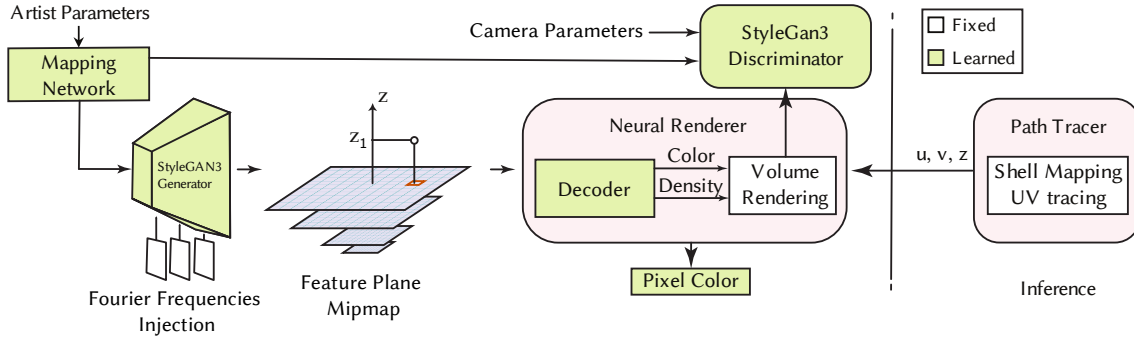 Artist Parameters
Mapping
Network
Camera Parameters
StyleGan3
Discriminator
Fixed
Learned
StyleGAN3
Generator
Fourier Frequencies
Injection
z
z1
Feature Plane
Mipmap
Neural Renderer
Decoder
Color
Density
Volume
Rendering
Pixel Color
u, v, z
Path Tracer
Shell Mapping
UV tracing
Inference